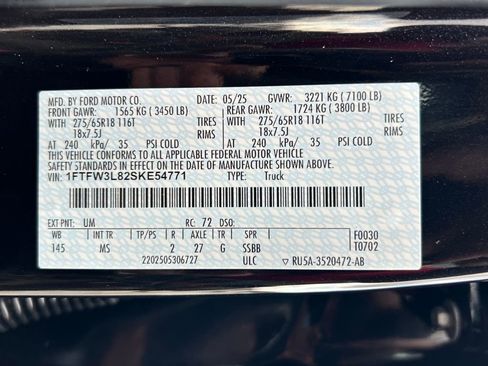 MFD. BY FORD MOTOR CO. 05/25 GVWR: 3221 KG (7100 LB)
FRONT GAWR: 1565 KG (3450 LB) REAR GAWR: 1724 KG (3800 LB)
WITH 275/65R18 116T TIRES WITH 275/65R18 116T TIRES
18x7.5J RIMS 18x7.5J RIMS
AT 240 kPa/ 35 PSI COLD AT 240 kPa/ 35 PSI COLD
THIS VEHICLE CONFORMS TO ALL APPLICABLE FEDERAL MOTOR VEHICLE
SAFETY STANDARDS IN EFFECT ON THE DATE OF MANUFACTURE SHOWN ABOVE.
VIN: 1FTFW3L82SKE54771 TYPE: Truck
EXT PNT: UM RC: 72 DSO: F0030
WB INT TR TP/PS R AXLE TR SPR T0702
145 MS 2 27 G SSBB
2202505306727 ULC RU5A-3520472-AB